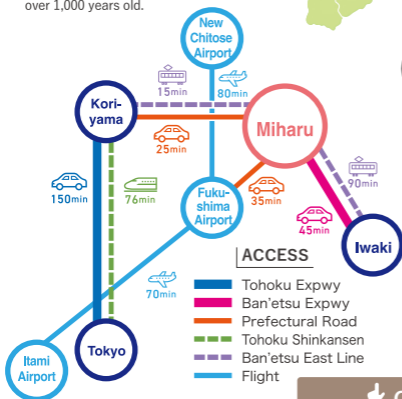 over 1,000 years old.
New
Chitose
Airport
15min
80min
Kori-
yama
Miharu
25min
150min
76min
Fuku-
shima
Airport
35min
90min
45min
Iwaki
70min
ACCESS
Tohoku Expwy
Ban'etsu Expwy
Prefectural Road
Tohoku Shinkansen
Ban'etsu East Line
Flight
Tokyo
Itami
Airport